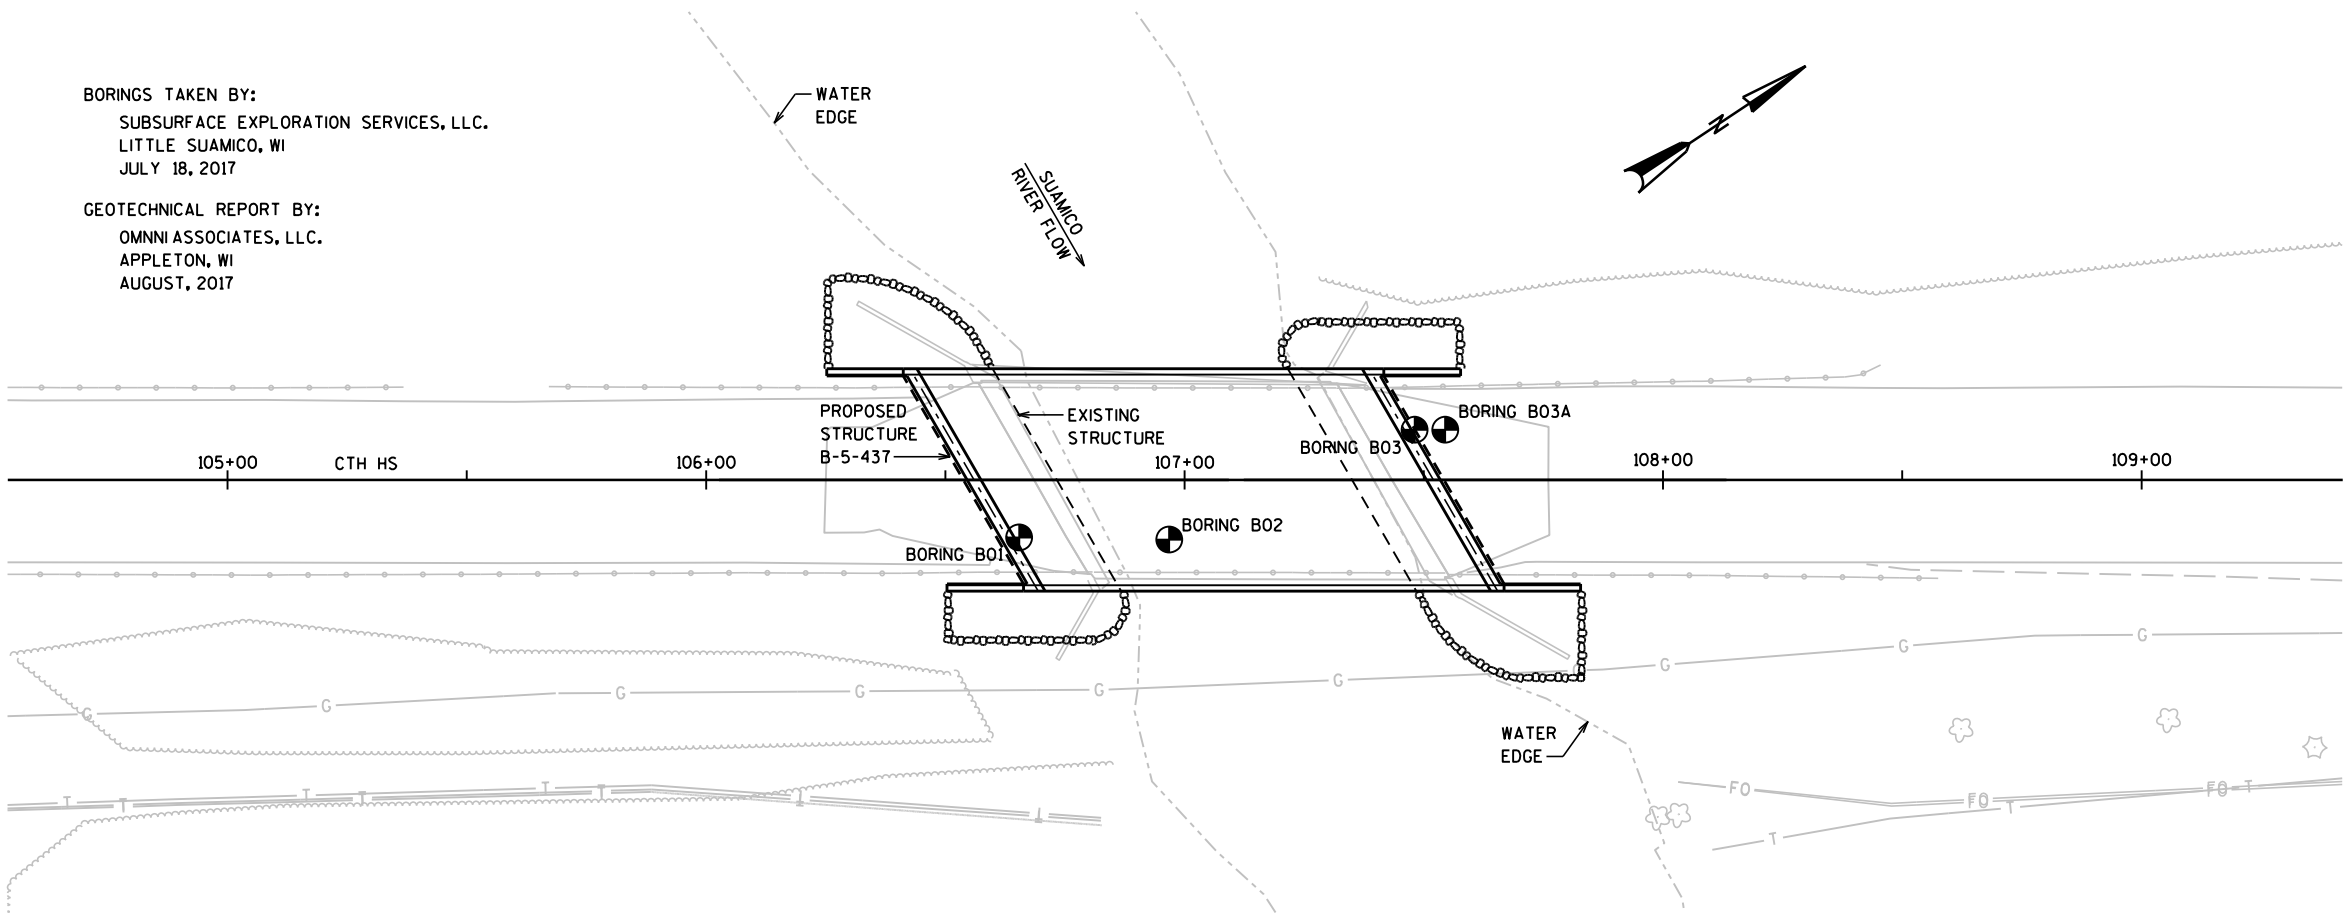 BORINGS TAKEN BY:
SUBSURFACE EXPLORATION SERVICES, LLC.
LITTLE SUAMICO, WI
JULY 18, 2017
GEOTECHNICAL REPORT BY:
OMNNI ASSOCIATES, LLC.
APPLETON, WI
AUGUST, 2017
WATER
EDGE
SUAMICO
RIVER FLOW
N
PROPOSED
STRUCTURE
B-5-437
EXISTING
STRUCTURE
BORING B03A
BORING B03
105+00
CTH HS
106+00
107+00
108+00
109+00
BORING B02
BORING B01
G
G
G
G
G
G
G
G
G
WATER
EDGE
T
T
T
T
T
T
T
T
FO
FO
FO
T
T
T